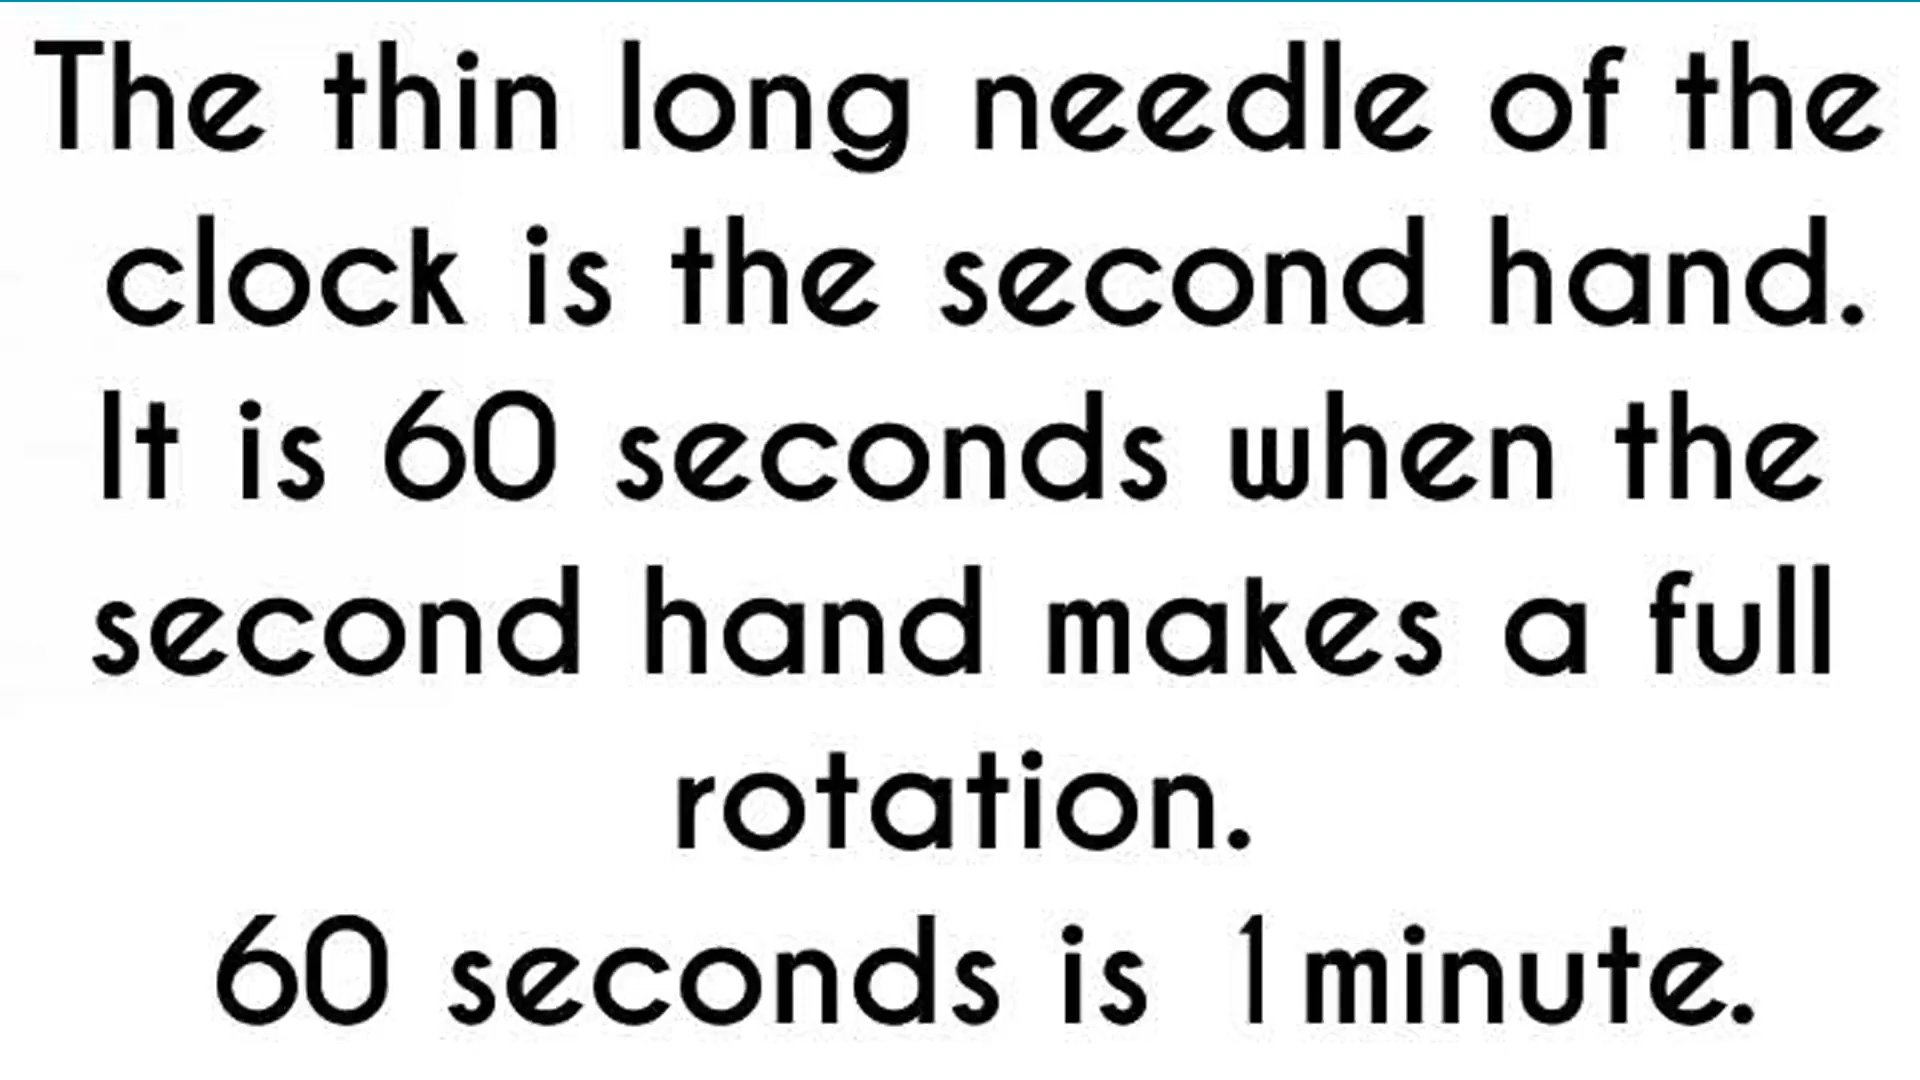 The thin long needle of the
clock is the second hand.
It is 60 seconds when the
second hand makes a full
rotation.
60 seconds is 1 minute.